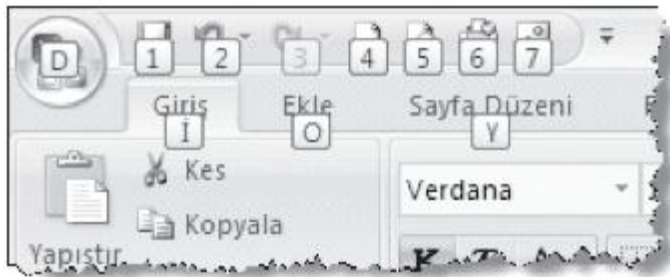 D 1 2 3 4 5 6 7
Giriş Ekle Sayfa Düzeni
İ O Y
Kes
Verdana
Kopyala
Yapıştır
K T